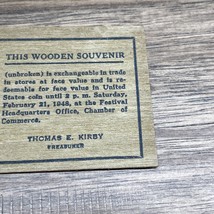 THIS WOODEN SOUVENIR
(unbroken) is exchangeable in trade
in stores at face value and is re-
deemable for face value in United
States coin until 2 p. m. Saturday,
February 21, 1948, at the Festival
Headquarters Office, Chamber of
Commerce.
THOMAS E. KIRBY
TREASURER